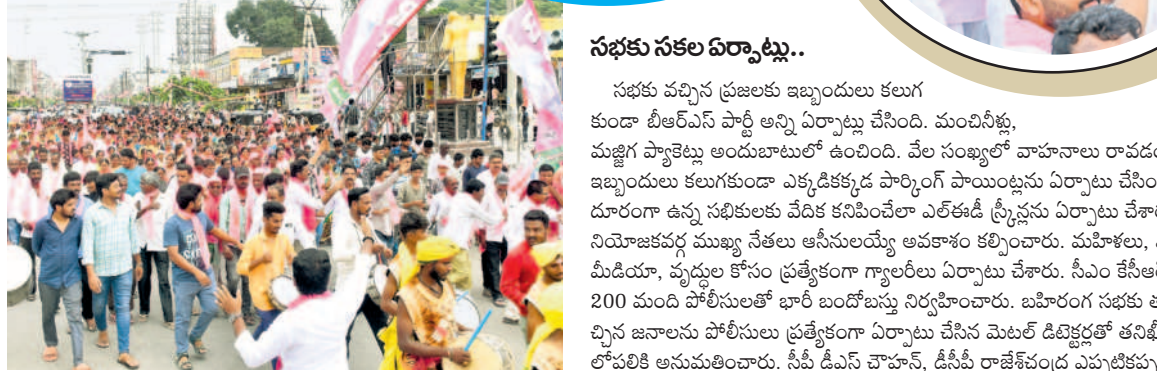 సభకు సకల ఏర్పాట్లు..
సభకు వచ్చిన ప్రజలకు ఇబ్బందులు కలుగ
కుండా బీఆర్ఎస్ పార్టీ అన్ని ఏర్పాట్లు చేసింది. మంచినీళ్లు,
మజ్జిగ ప్యాకెట్లు అందుబాటులో ఉంచింది. వేల సంఖ్యలో వాహనాలు
ఇబ్బందులు కలుగకుండా ఎక్కడికక్కడ పార్కింగ్ పాయింట్లను ఏర్పాటు
దూరంగా ఉన్న సభికులకు వేదిక కనిపించేలా ఎల్ఈడీ స్క్రీన్లను ఏర్పాటు
నియోజకవర్గ ముఖ్య నేతలు ఆసీనులయ్యే అవకాశం కల్పించారు. మహిళలు,
మీడియా, వృద్ధుల కోసం ప్రత్యేకంగా గ్యాలరీలు ఏర్పాటు చేశారు. సీఎం
200 మంది పోలీసులతో భారీ బందోబస్తు నిర్వహించారు. బహిరంగ సభకు
చ్చిన జనాలను పోలీసులు ప్రత్యేకంగా ఏర్పాటు చేసిన మెటల్ డిటెక్టర్లతో
లోపలికి అనుమతించారు. సీపీ డీఎస్ చౌహన్, డీసీపీ రాజేశ్‌చంద్ర